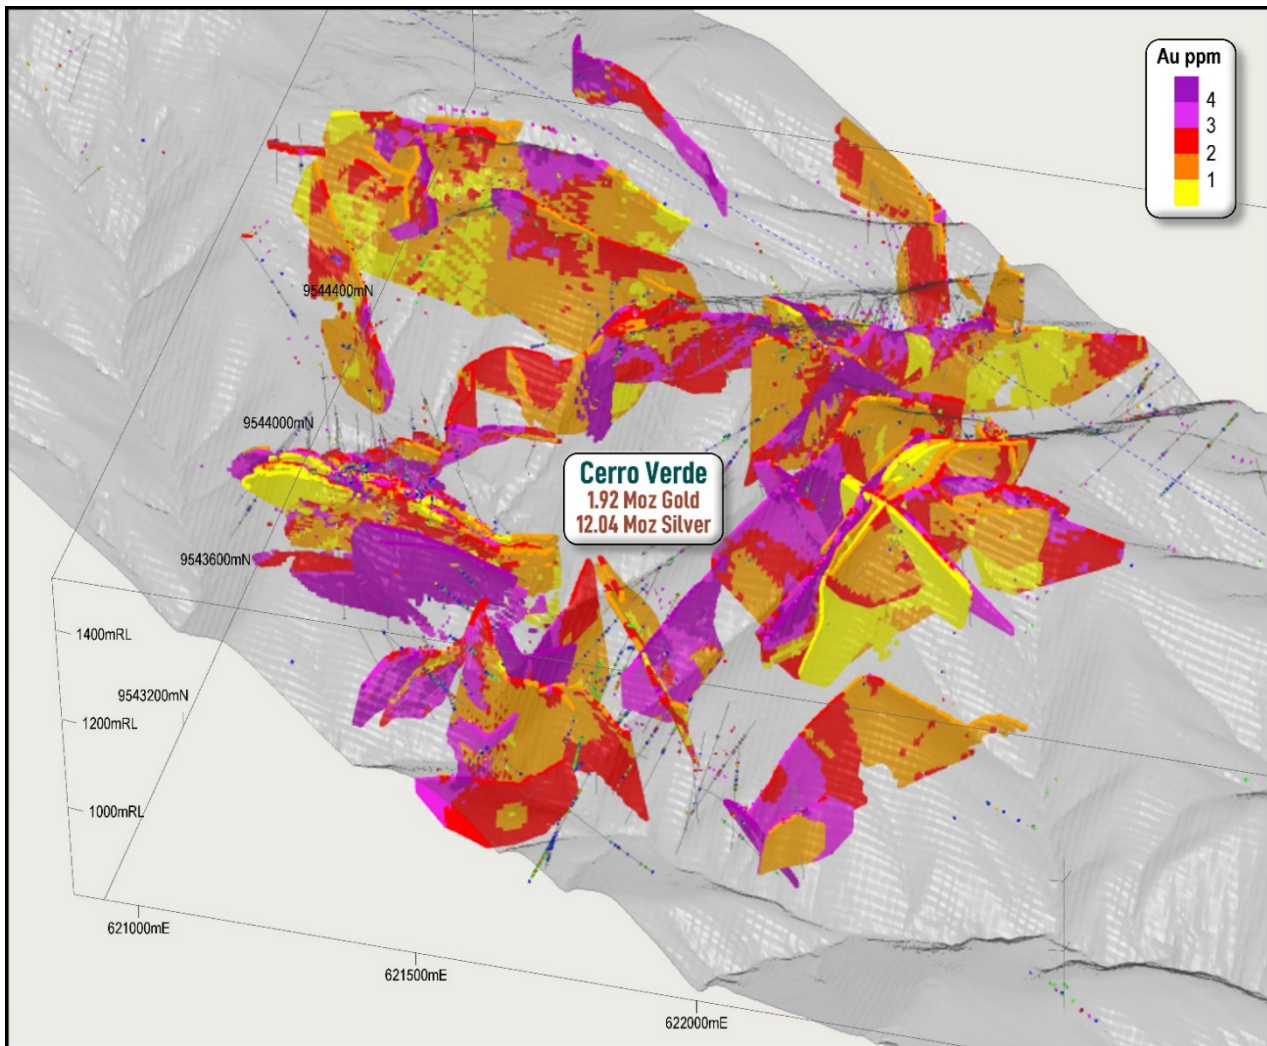 Au ppm
4
3
2
1
9544400mN
9544000mN
Cerro Verde
1.92 Moz Gold
12.04 Moz Silver
9543600mN
1400mRL
9543200mN
1200mRL
1000mRL
621000mE
621500mE
622000mE